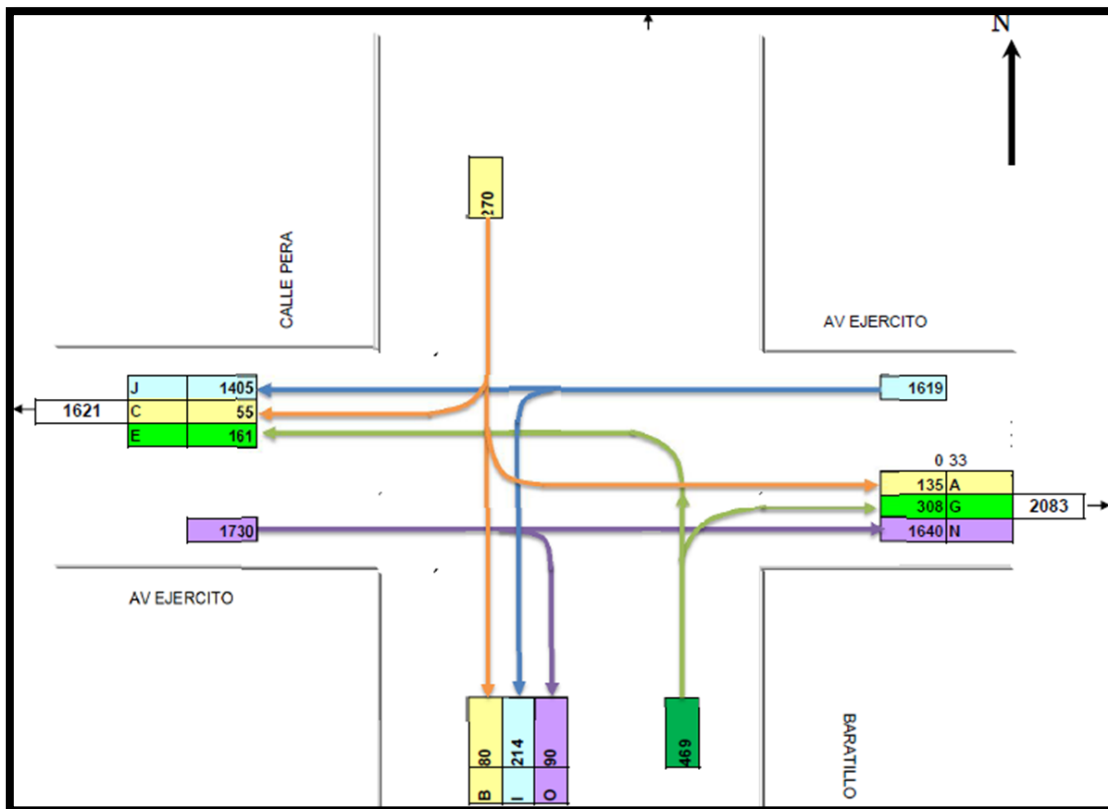 N
270
CALLE PERA
AV EJERCITO
J 1405
1621 C 55
E 161
1619
0 33
135 A
308 G 2083
1640 N
1730
AV EJERCITO
80 214 90
B I O
469
BARATILLO